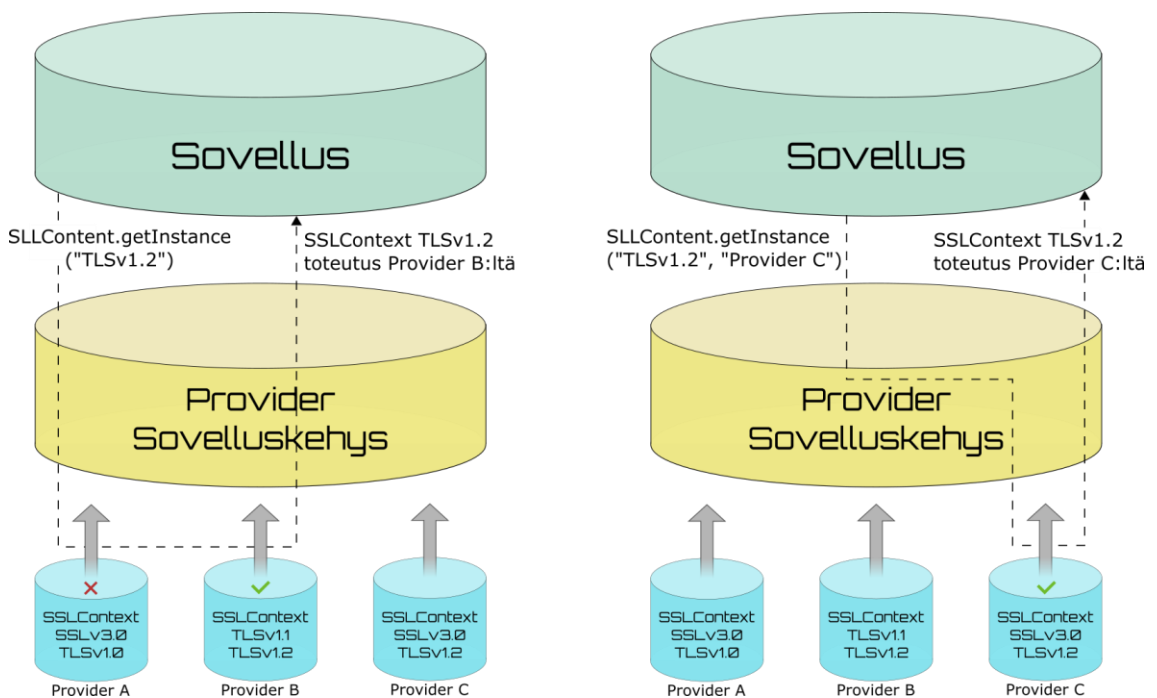 Sovellus
SLLContent.getInstance
("TLSv1.2")
SSLContext TLSv1.2
toteutus Provider B:ltä
Provider
Sovelluskehys
SSLContext
SSLv3.0
TLSv1.0
Provider A
SSLContext
TLSv1.1
TLSv1.2
Provider B
SSLContext
SSLv3.0
TLSv1.2
Provider C
Sovellus
SLLContent.getInstance
("TLSv1.2", "Provider C")
SSLContext TLSv1.2
toteutus Provider C:ltä
Provider
Sovelluskehys
SSLContext
SSLv3.0
TLSv1.0
Provider A
SSLContext
TLSv1.1
TLSv1.2
Provider B
SSLContext
SSLv3.0
TLSv1.2
Provider C